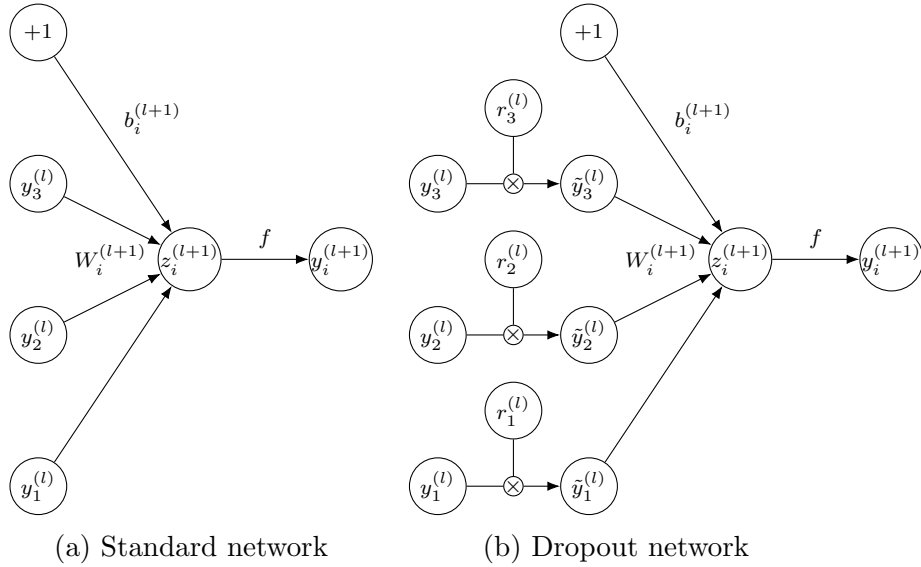 +1
+1
b_i^{(l+1)}
r_3^{(l)}
b_i^{(l+1)}
y_3^{(l)}
y_3^{(l)}
⊗
ỹ_3^{(l)}
W_i^{(l+1)}
z_i^{(l+1)}
f
y_i^{(l+1)}
r_2^{(l)}
W_i^{(l+1)}
z_i^{(l+1)}
f
y_i^{(l+1)}
y_2^{(l)}
y_2^{(l)}
⊗
ỹ_2^{(l)}
r_1^{(l)}
y_1^{(l)}
y_1^{(l)}
⊗
ỹ_1^{(l)}
(a) Standard network
(b) Dropout network